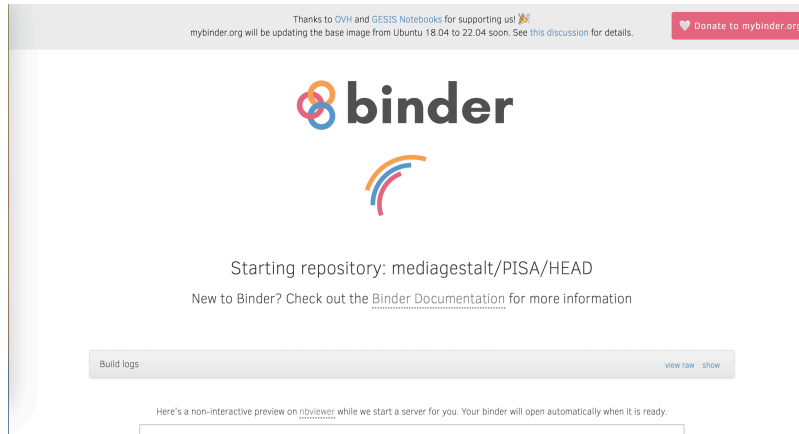 Thanks to OVH and GESIS Notebooks for supporting us! 🎉
mybinder.org will be updating the base image from Ubuntu 18.04 to 22.04 soon. See this discussion for details.
🤍 Donate to mybinder.org
binder
Starting repository: mediagestalt/PISA/HEAD
New to Binder? Check out the Binder Documentation for more information
Build logs
view raw show
Here's a non-interactive preview on nbviewer while we start a server for you. Your binder will open automatically when it is ready.